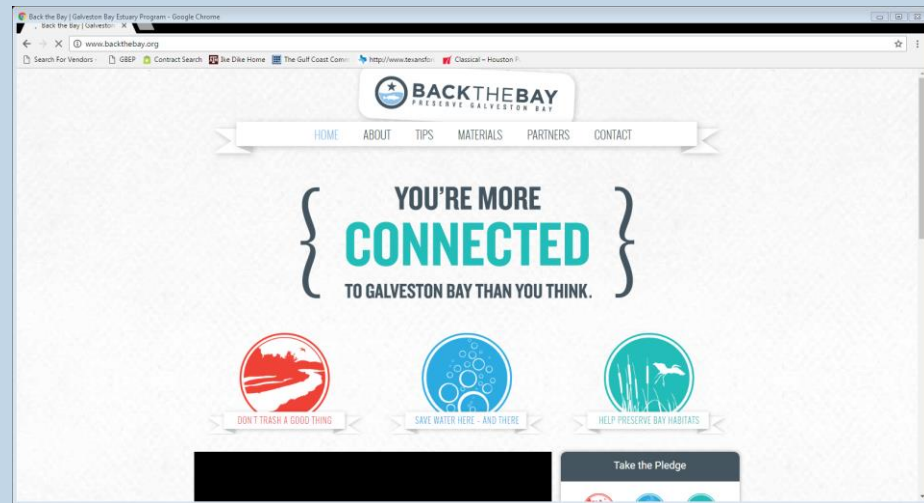 Back the Bay | Galveston Bay Estuary Program - Google Chrome
Back the Bay | Galveston
www.backthebay.org
Search For Vendors - GBEP Contract Search Ike Dike Home The Gulf Coast Comm http://www.texansfor Classical – Houston P
BACKTHEBAY
PRESERVE GALVESTON BAY
HOME ABOUT TIPS MATERIALS PARTNERS CONTACT
{ YOU'RE MORE
CONNECTED
TO GALVESTON BAY THAN YOU THINK. }
DON'T TRASH A GOOD THING SAVE WATER HERE – AND THERE HELP PRESERVE BAY HABITATS
Take the Pledge